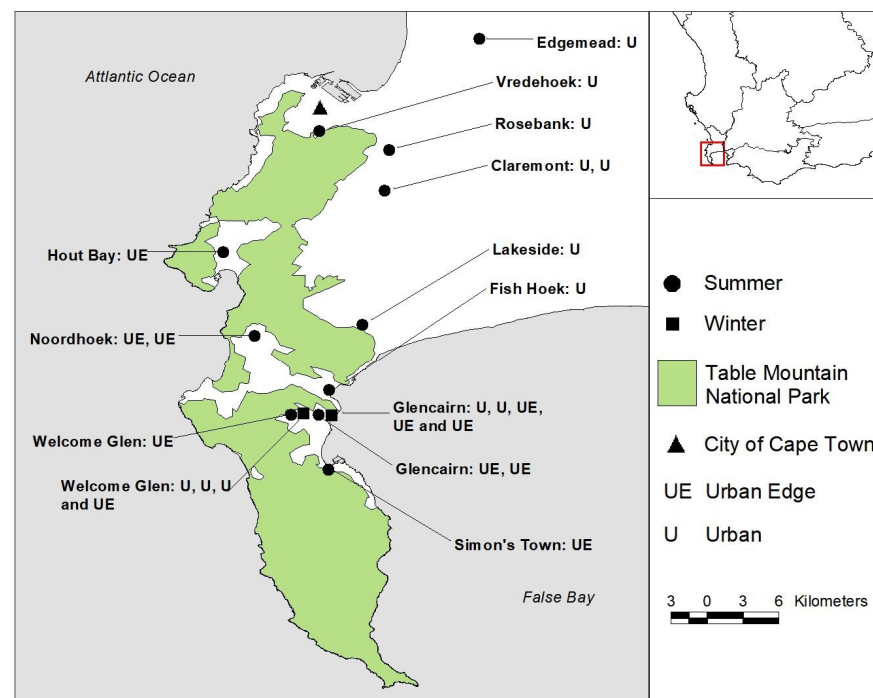 Attlantic Ocean
Edgemead: U
Vredehoek: U
Rosebank: U
Claremont: U, U
Hout Bay: UE
Lakeside: U
Fish Hoek: U
Noordhoek: UE, UE
Glencairn: U, U, UE,
UE and UE
Welcome Glen: UE
Glencairn: UE, UE
Welcome Glen: U, U, U
and UE
Simon's Town: UE
False Bay
Summer
Winter
Table Mountain
National Park
City of Cape Town
UE Urban Edge
U Urban
3 0 3 6 Kilometers